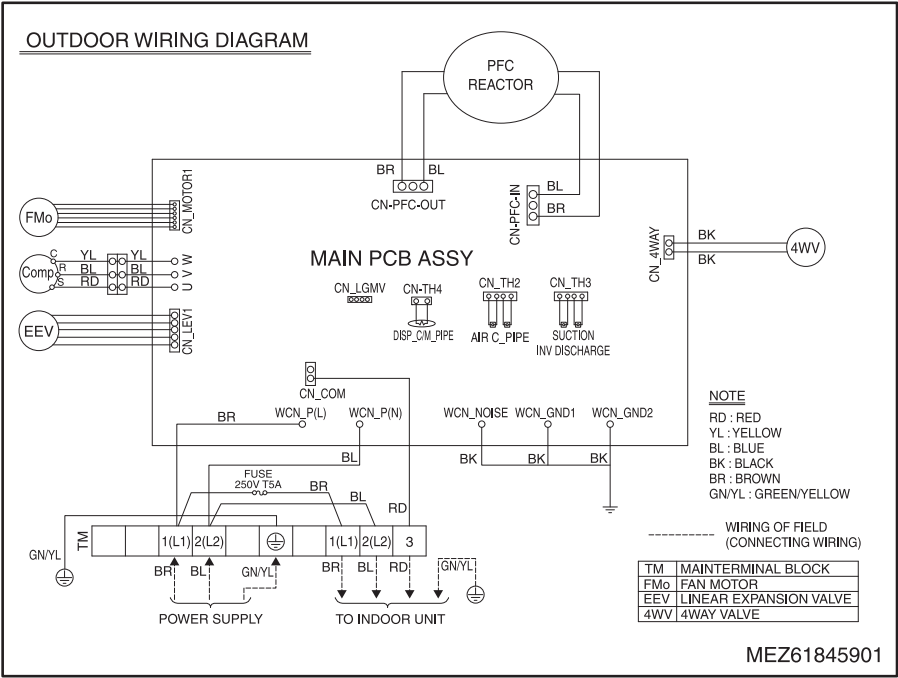 OUTDOOR WIRING DIAGRAM
PFC
REACTOR
BR
BL
CN-PFC-OUT
CN-PFC-IN
BL
BR
FMo
CN_MOTOR1
C
R
S
Comp
YL
YL
W
BL
BL
V
RD
RD
U
EEV
CN_LEV1
MAIN PCB ASSY
CN_4WAY
BK
BK
4WV
CN_LGMV
CN-TH4
DISP_C/M_PIPE
CN_TH2
AIR C_PIPE
CN_TH3
SUCTION
INV DISCHARGE
CN_COM
WCN_P(L)
WCN_P(N)
WCN_NOISE
WCN_GND1
WCN_GND2
BR
BL
BK
BK
BK
FUSE
250V T5A
BR
BL
RD
GN/YL
TM
1(L1)
2(L2)
1(L1)
2(L2)
3
BR
BL
GN/YL
BR
BL
RD
GN/YL
POWER SUPPLY
TO INDOOR UNIT
NOTE
RD : RED
YL : YELLOW
BL : BLUE
BK : BLACK
BR : BROWN
GN/YL : GREEN/YELLOW
WIRING OF FIELD
(CONNECTING WIRING)
TM MAINTERMINAL BLOCK
FMo FAN MOTOR
EEV LINEAR EXPANSION VALVE
4WV 4WAY VALVE
MEZ61845901